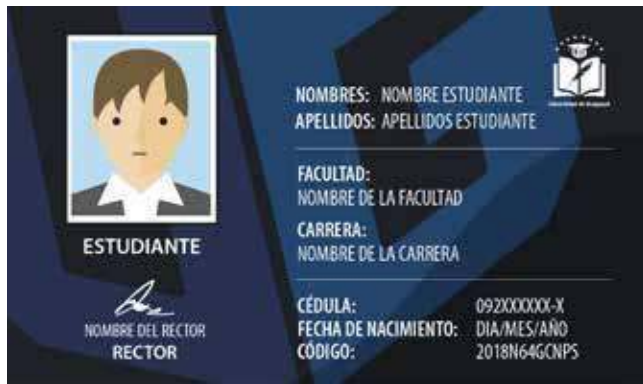 NOMBRES: NOMBRE ESTUDIANTE
APELLIDOS: APELLIDOS ESTUDIANTE
FACULTAD:
NOMBRE DE LA FACULTAD
CARRERA:
NOMBRE DE LA CARRERA
ESTUDIANTE
NOMBRE DEL RECTOR
RECTOR
CÉDULA: 092XXXXXX-X
FECHA DE NACIMIENTO: DIA/MES/AÑO
CÓDIGO: 2018N64GCNPS